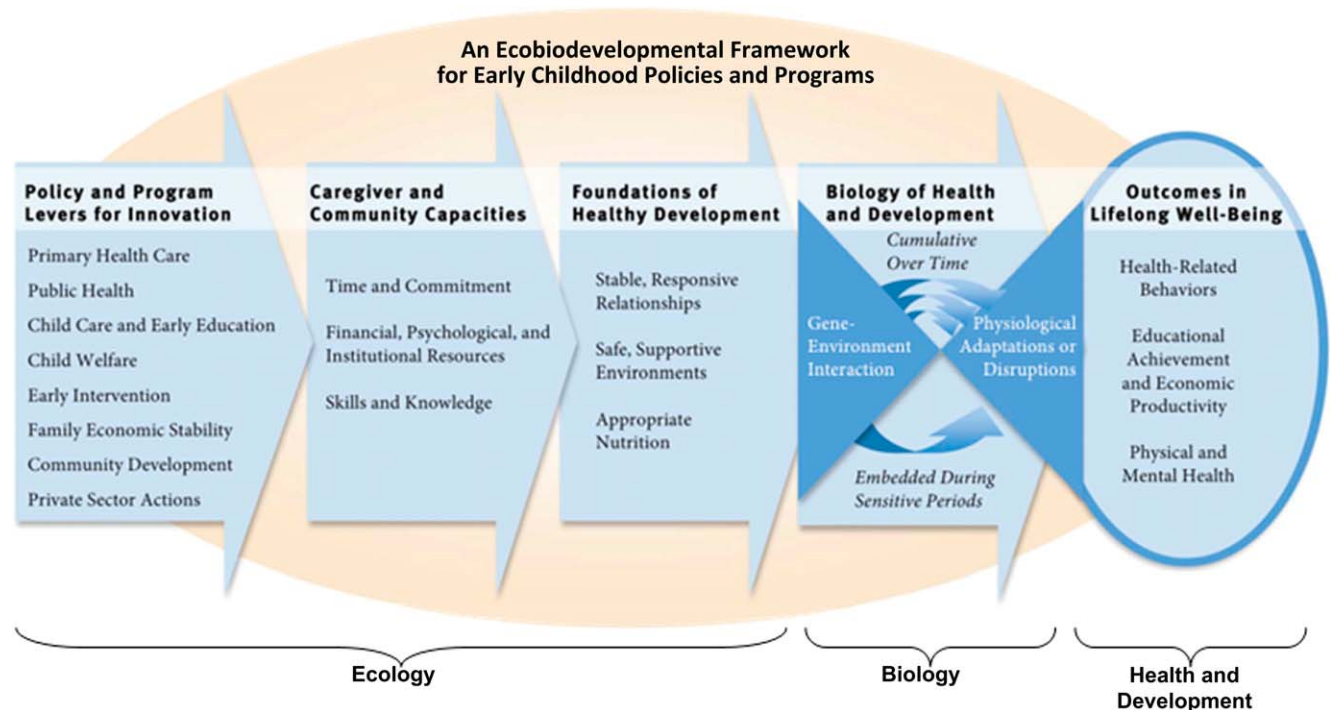 An Ecobiodevelopmental Framework
for Early Childhood Policies and Programs
Policy and Program
Levers for Innovation
Primary Health Care
Public Health
Child Care and Early Education
Child Welfare
Early Intervention
Family Economic Stability
Community Development
Private Sector Actions
Caregiver and
Community Capacities
Time and Commitment
Financial, Psychological, and
Institutional Resources
Skills and Knowledge
Foundations of
Healthy Development
Stable, Responsive
Relationships
Safe, Supportive
Environments
Appropriate
Nutrition
Biology of Health
and Development
Cumulative
Over Time
Gene-
Environment
Interaction
Physiological
Adaptations or
Disruptions
Embedded During
Sensitive Periods
Outcomes in
Lifelong Well-Being
Health-Related
Behaviors
Educational
Achievement
and Economic
Productivity
Physical and
Mental Health
Ecology
Biology
Health and
Development